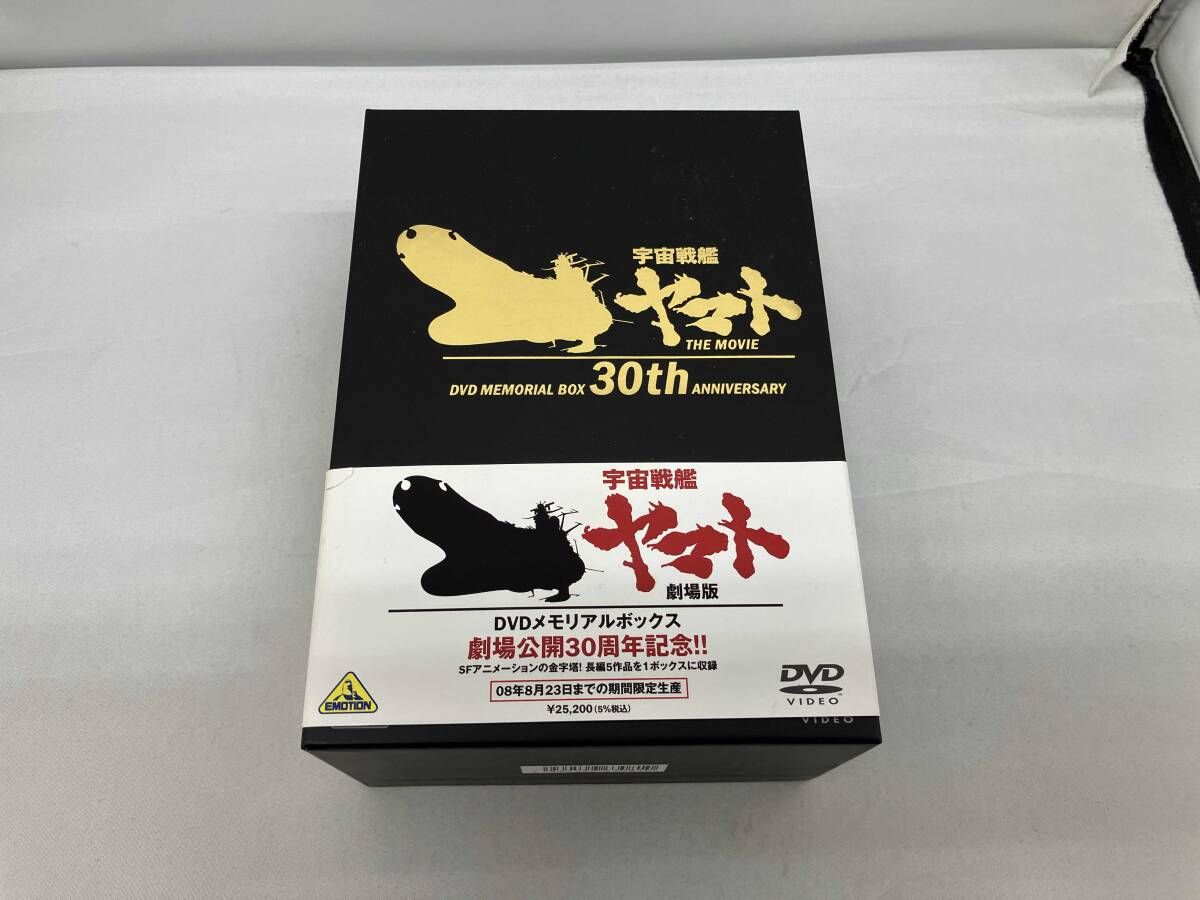 宇宙戦艦
ヤマト
THE MOVIE
DVD MEMORIAL BOX 30th ANNIVERSARY
宇宙戦艦
ヤマト
劇場版
DVDメモリアルボックス
劇場公開30周年記念!!
SFアニメーションの金字塔! 長編5作品を1ボックスに収録
08年8月23日までの期間限定生産
¥25,200(5%税込)
EMOTION
DVD
VIDEO
VIDEO